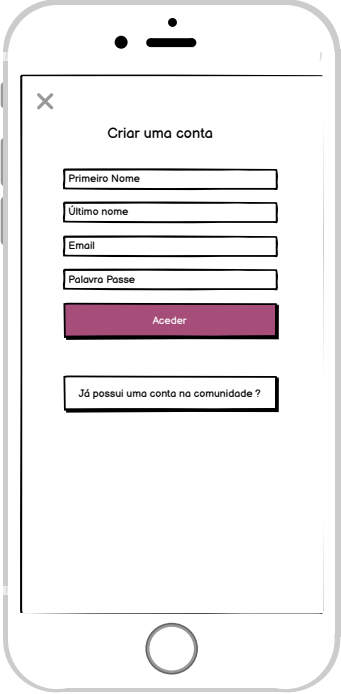 Criar uma conta
Primeiro Nome
Último nome
Email
Palavra Passe
Aceder
Já possui uma conta na comunidade ?